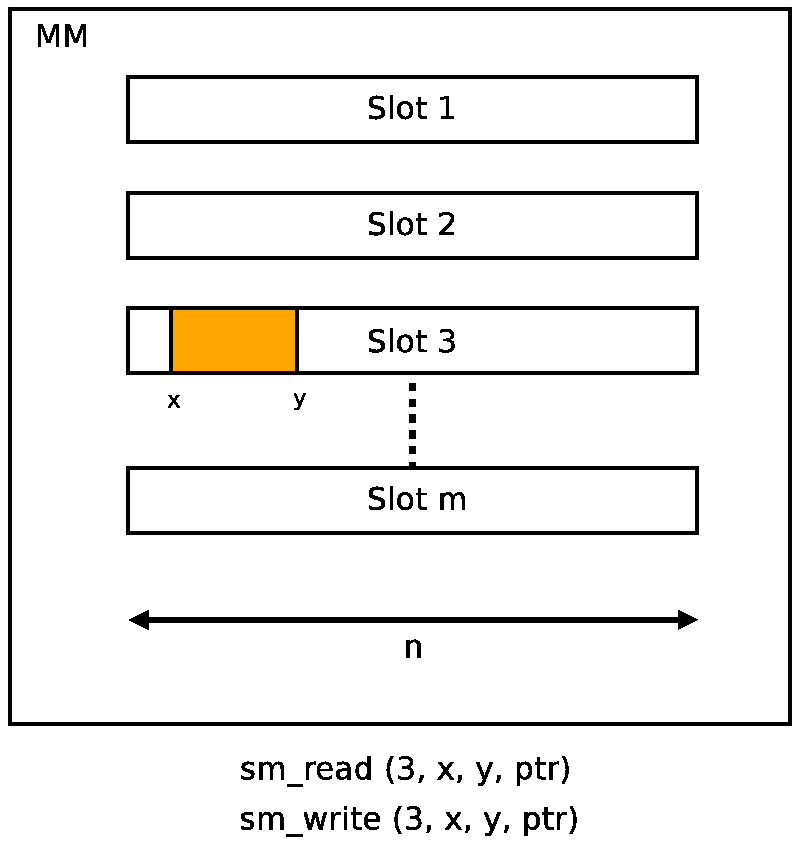 MM
Slot 1
Slot 2
Slot 3
x y
Slot m
n
sm_read (3, x, y, ptr)
sm_write (3, x, y, ptr)